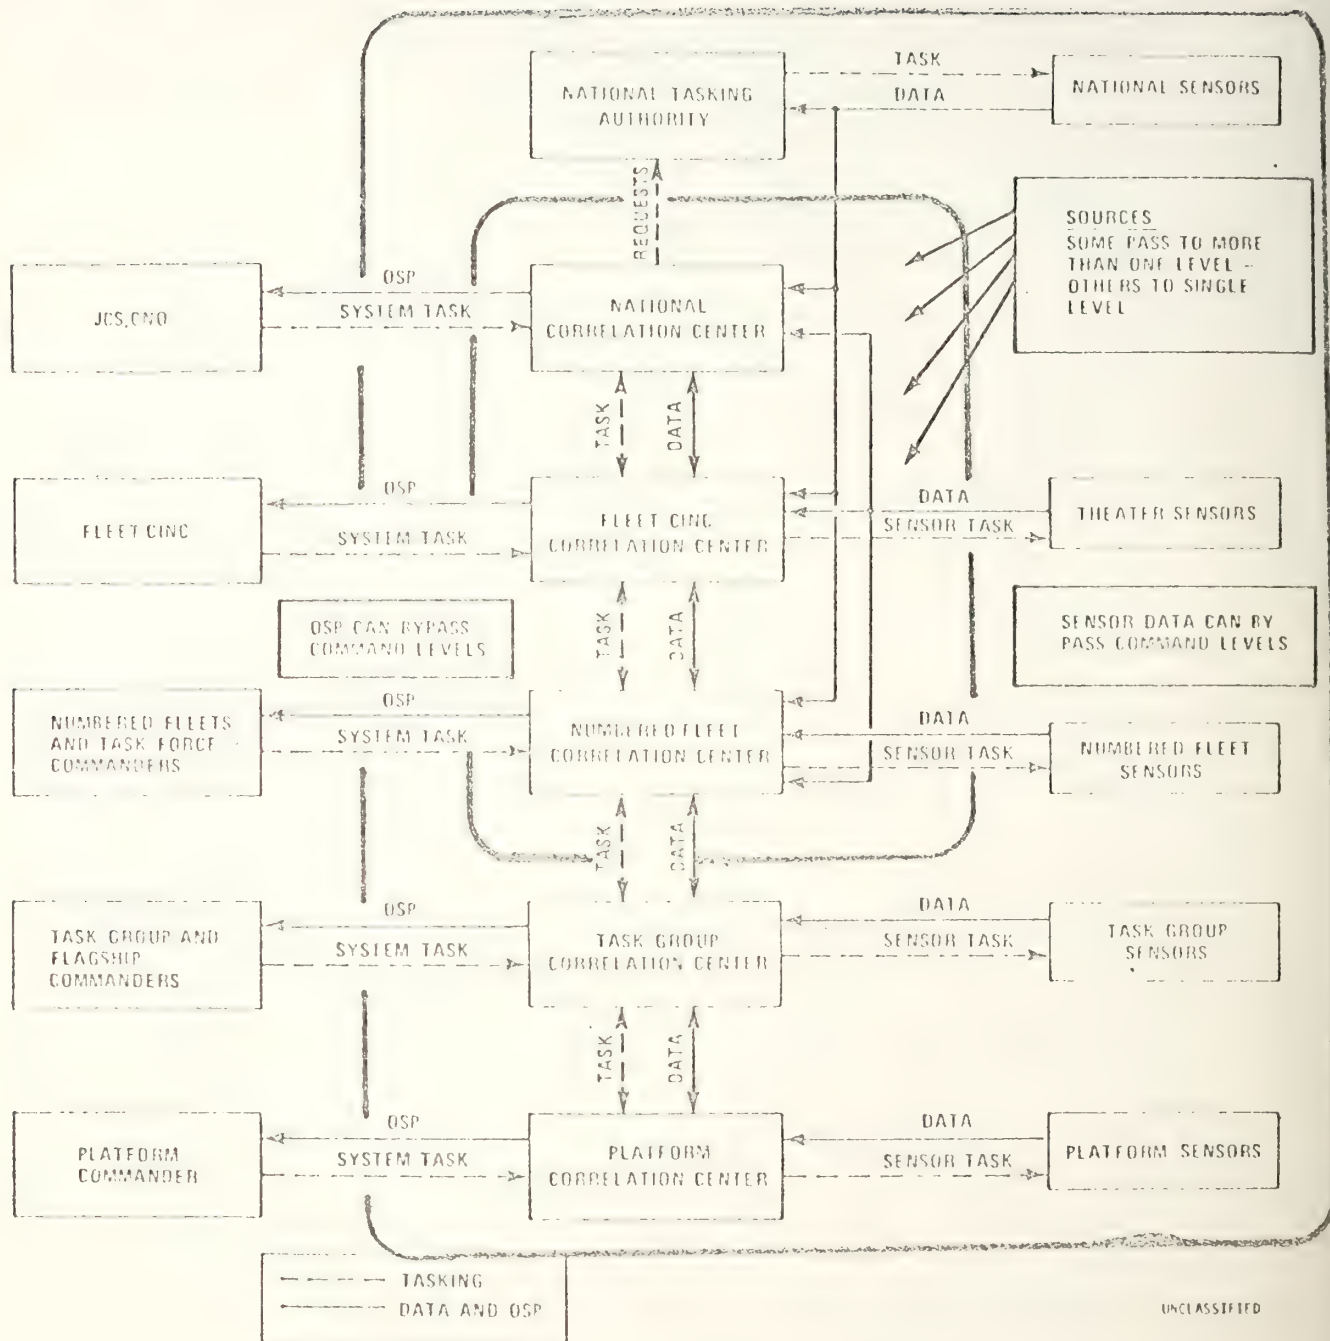 TASK
NATIONAL TASKING
AUTHORITY
DATA
NATIONAL SENSORS
REQUESTS
SOURCES
SOME PASS TO MORE
THAN ONE LEVEL -
OTHERS TO SINGLE
LEVEL
JCS,CNO
OSP
SYSTEM TASK
NATIONAL
CORRELATION CENTER
TASK
DATA
FLEET CINC
OSP
SYSTEM TASK
FLEET CINC
CORRELATION CENTER
DATA
SENSOR TASK
THEATER SENSORS
OSP CAN BYPASS
COMMAND LEVELS
TASK
DATA
SENSOR DATA CAN BY
PASS COMMAND LEVELS
NUMBERED FLEETS
AND TASK FORCE
COMMANDERS
OSP
SYSTEM TASK
NUMBERED FLEET
CORRELATION CENTER
DATA
SENSOR TASK
NUMBERED FLEET
SENSORS
TASK
DATA
TASK GROUP AND
FLAGSHIP
COMMANDERS
OSP
SYSTEM TASK
TASK GROUP
CORRELATION CENTER
DATA
SENSOR TASK
TASK GROUP
SENSORS
TASK
DATA
PLATFORM
COMMANDER
OSP
SYSTEM TASK
PLATFORM
CORRELATION CENTER
DATA
SENSOR TASK
PLATFORM SENSORS
TASKING
DATA AND OSP
UNCLASSIFIED